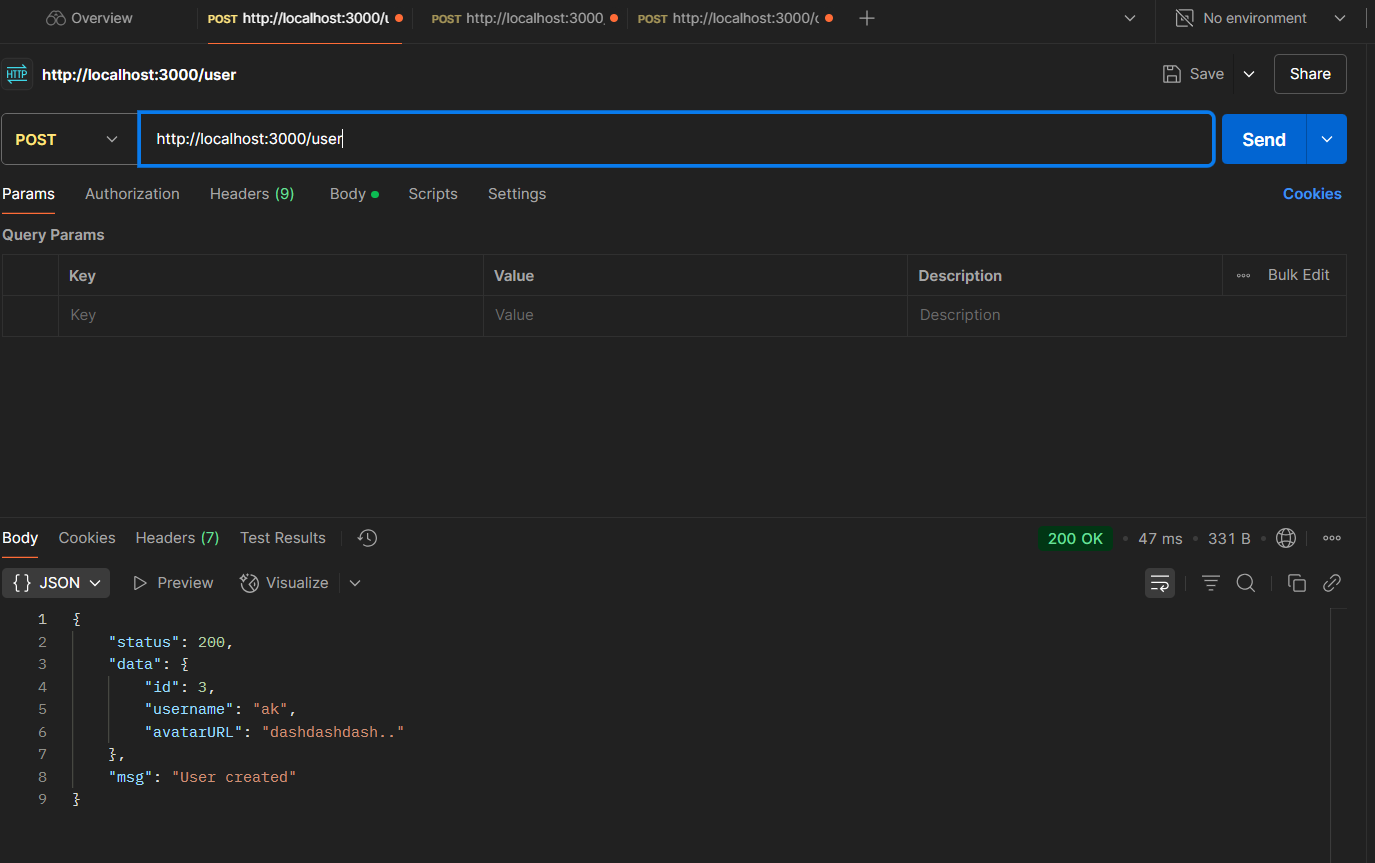 Overview POST http://localhost:3000/u POST http://localhost:3000, POST http://localhost:3000/c No environment
HTTP http://localhost:3000/user Save Share
POST http://localhost:3000/user Send
Params Authorization Headers (9) Body Scripts Settings Cookies
Query Params
Key Value Description Bulk Edit
Key Value Description
Body Cookies Headers (7) Test Results 200 OK • 47 ms • 331 B
{} JSON Preview Visualize
1 {
2 "status": 200,
3 "data": {
4 "id": 3,
5 "username": "ak",
6 "avatarURL": "dashdashdash.."
7 },
8 "msg": "User created"
9 }